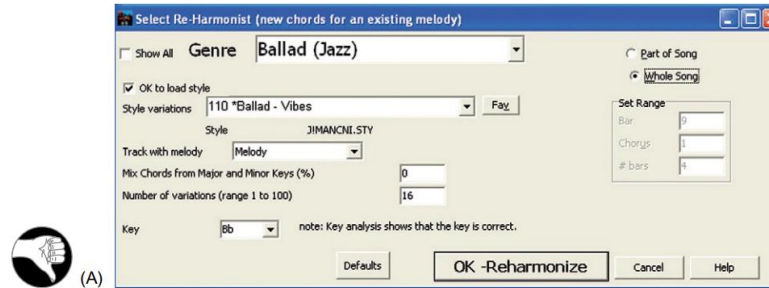 Select Re-Harmonist (new chords for an existing melody)
Show All Genre Ballad (Jazz)
Part of Song
Whole Song
OK to load style
Style variations 110 *Ballad - Vibes Fav
Set Range
Style J!MANCNI.STY
Bar 9
Track with melody Melody
Chorus 1
Mix Chords from Major and Minor Keys (%) 0
# bars 4
Number of variations (range 1 to 100) 16
Key Bb note: Key analysis shows that the key is correct.
Defaults OK -Reharmonize Cancel Help
(A)